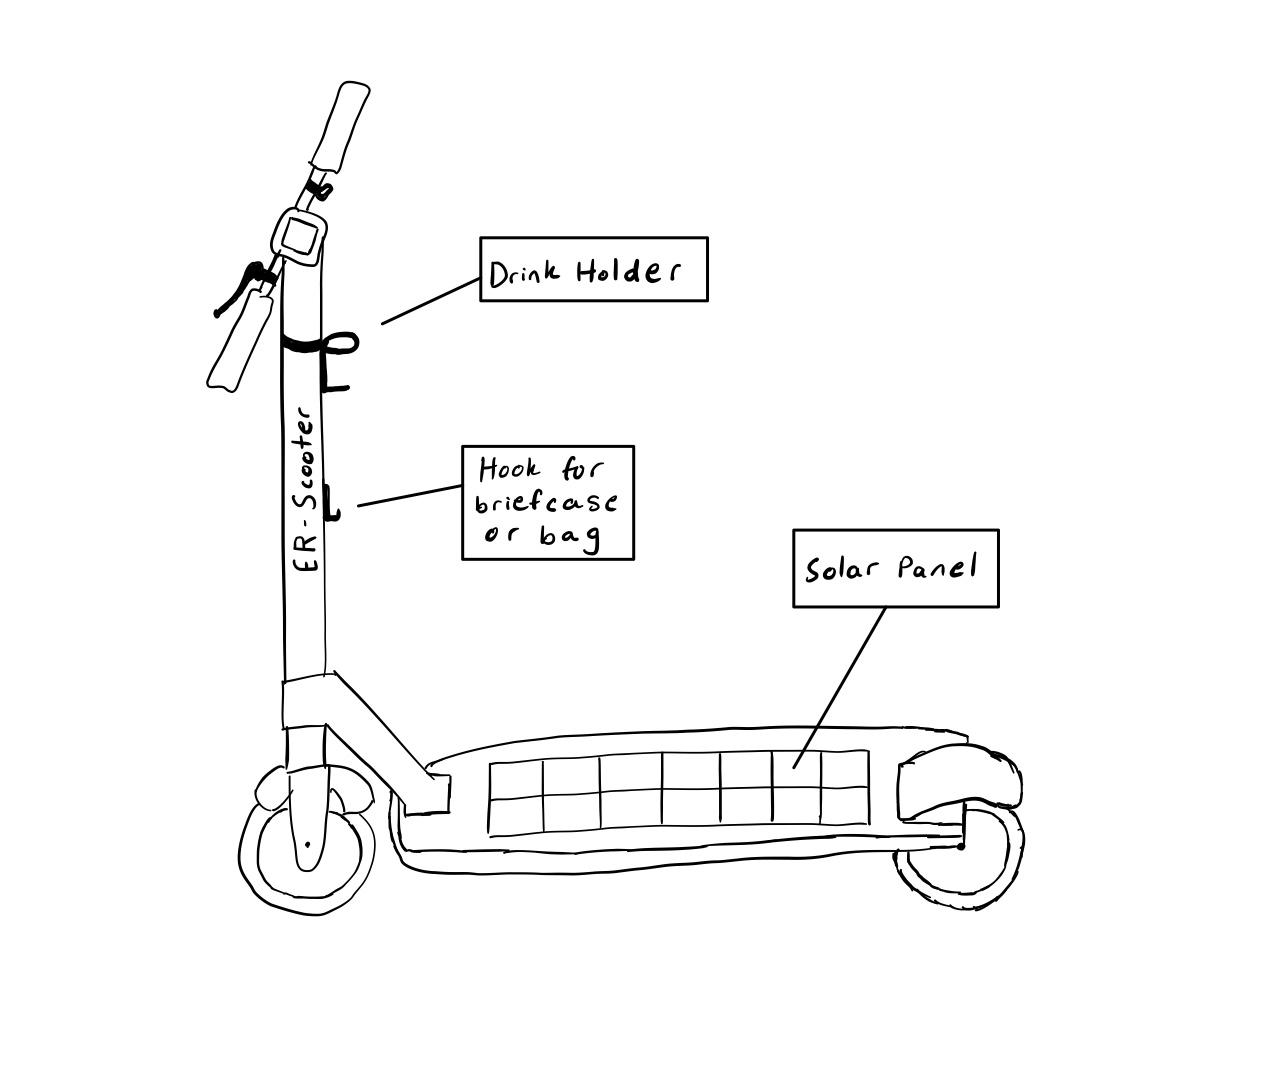 Drink Holder
ER-Scooter
Hook for
briefcase
or bag
Solar Panel